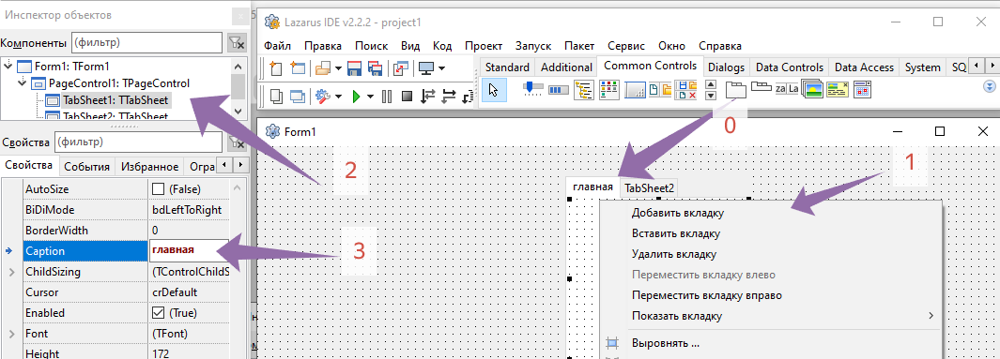 Инспектор объектов
Компоненты (фильтр)
Form1: TForm1
PageControl1: TPageControl
TabSheet1: TTabSheet
TabSheet2: TTabSheet
Свойства (фильтр)
Свойства События Избранное Огра
AutoSize (False)
BiDiMode bdLeftToRight
BorderWidth 0
Caption главная
ChildSizing (TControlChildS
Cursor crDefault
Enabled (True)
Font (TFont)
Height 172
Lazarus IDE v2.2.2 - project1
Файл Правка Поиск Вид Код Проект Запуск Пакет Сервис Окно Справка
Standard Additional Common Controls Dialogs Data Controls Data Access System SQ
Form1
главная TabSheet2
Добавить вкладку
Вставить вкладку
Удалить вкладку
Переместить вкладку влево
Переместить вкладку вправо
Показать вкладку
Выровнять ...
0
1
2
3